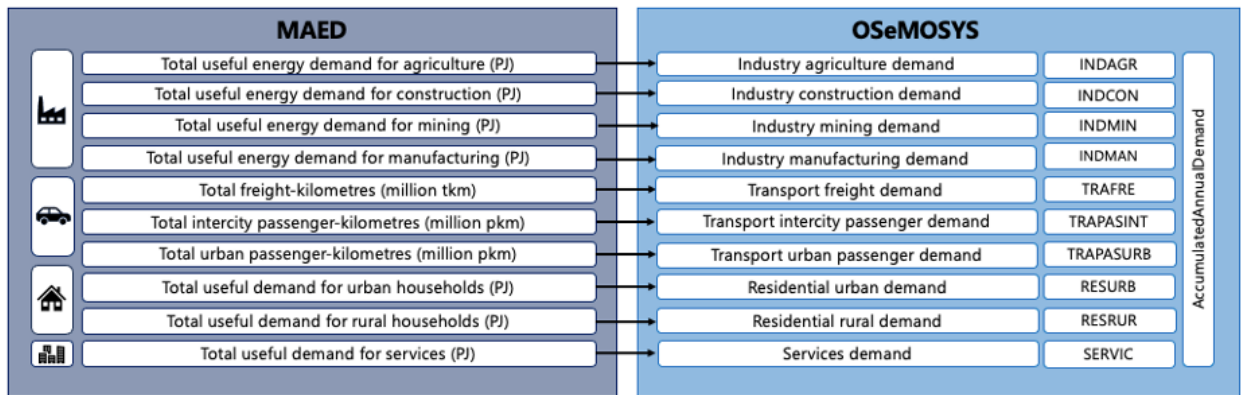 MAED
OSeMOSYS
Total useful energy demand for agriculture (PJ)
Industry agriculture demand
INDAGR
Total useful energy demand for construction (PJ)
Industry construction demand
INDCON
Total useful energy demand for mining (PJ)
Industry mining demand
INDMIN
Total useful energy demand for manufacturing (PJ)
Industry manufacturing demand
INDMAN
Total freight-kilometres (million tkm)
Transport freight demand
TRAFRE
Total intercity passenger-kilometres (million pkm)
Transport intercity passenger demand
TRAPASINT
Total urban passenger-kilometres (million pkm)
Transport urban passenger demand
TRAPASURB
Total useful demand for urban households (PJ)
Residential urban demand
RESURB
Total useful demand for rural households (PJ)
Residential rural demand
RESRUR
Total useful demand for services (PJ)
Services demand
SERVIC
AccumulatedAnnualDemand